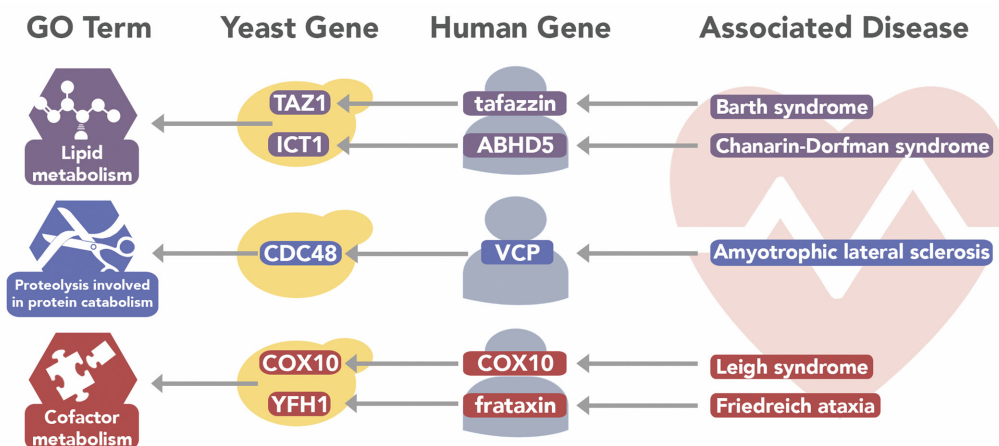 GO Term
Yeast Gene
Human Gene
Associated Disease
TAZ1
tafazzin
Barth syndrome
ICT1
ABHD5
Chanarin-Dorfman syndrome
Lipid
metabolism
CDC48
VCP
Amyotrophic lateral sclerosis
Proteolysis involved
in protein catabolism
COX10
COX10
Leigh syndrome
YFH1
frataxin
Friedreich ataxia
Cofactor
metabolism